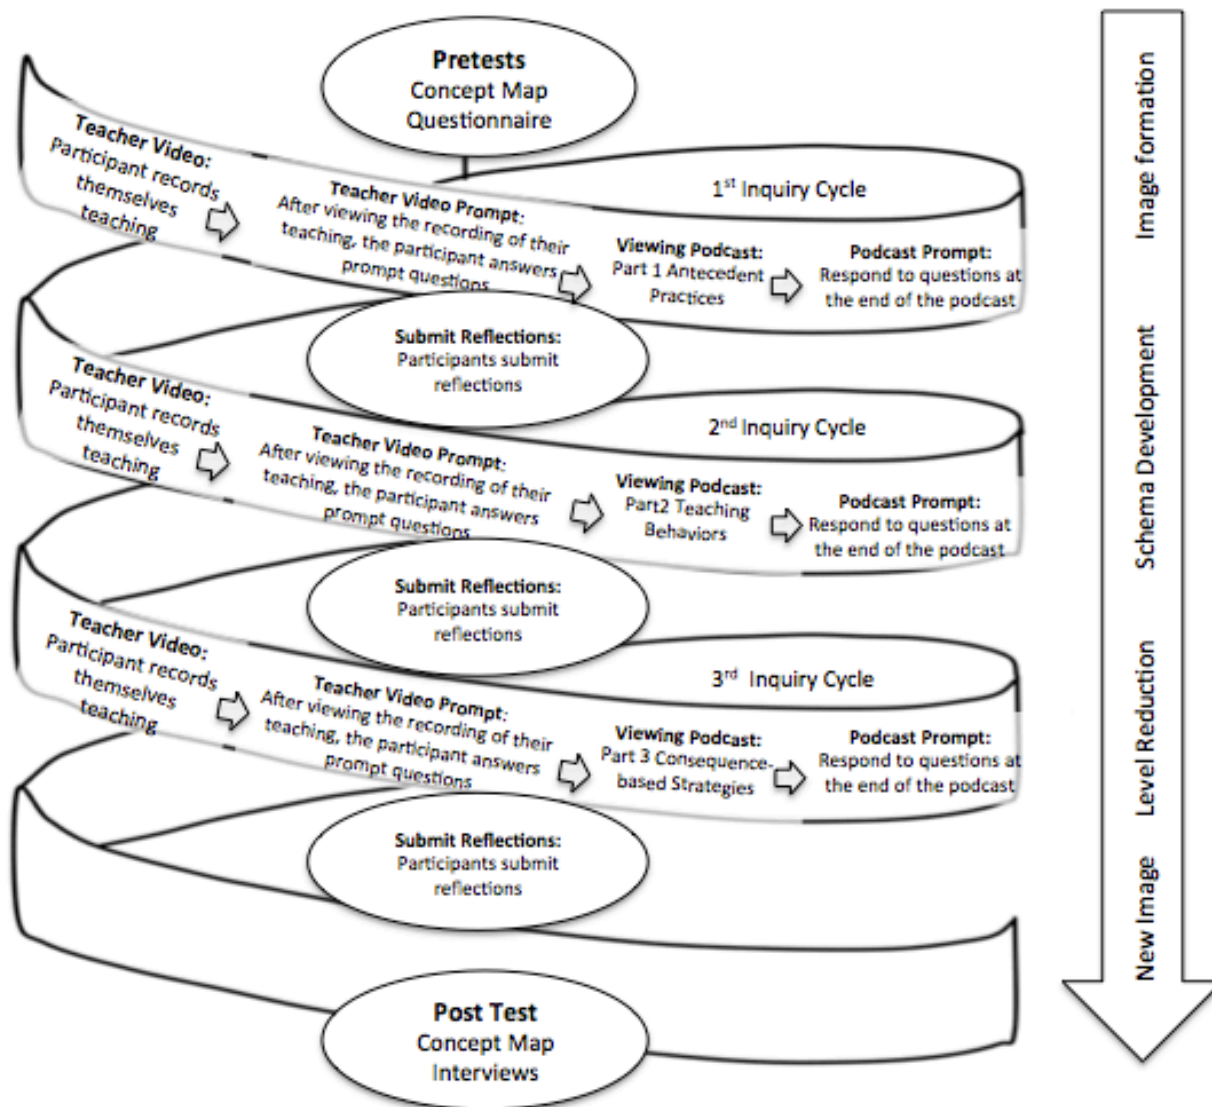 Pretests
Concept Map
Questionnaire
1st Inquiry Cycle
Teacher Video:
Participant records
themselves
teaching
Teacher Video Prompt:
After viewing the recording of their
teaching, the participant answers
prompt questions
Viewing Podcast:
Part 1 Antecedent
Practices
Podcast Prompt:
Respond to questions at
the end of the podcast
Submit Reflections:
Participants submit
reflections
2nd Inquiry Cycle
Teacher Video:
Participant records
themselves
teaching
Teacher Video Prompt:
After viewing the recording of their
teaching, the participant answers
prompt questions
Viewing Podcast:
Part2 Teaching
Behaviors
Podcast Prompt:
Respond to questions at
the end of the podcast
Submit Reflections:
Participants submit
reflections
3rd Inquiry Cycle
Teacher Video:
Participant records
themselves
teaching
Teacher Video Prompt:
After viewing the recording of their
teaching, the participant answers
prompt questions
Viewing Podcast:
Part 3 Consequence-
based Strategies
Podcast Prompt:
Respond to questions at
the end of the podcast
Submit Reflections:
Participants submit
reflections
Post Test
Concept Map
Interviews
Image formation
Schema Development
Level Reduction
New Image